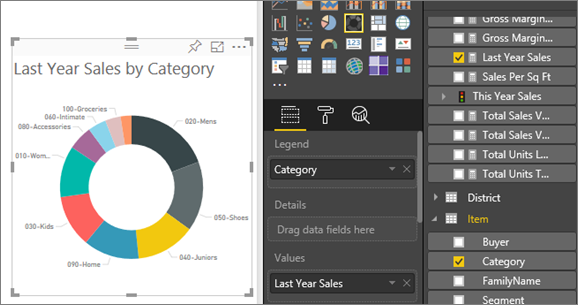 Last Year Sales by Category
100-Groceries
060-Intimate
080-Accessories
010-Wom...
030-Kids
090-Home
040-Juniors
050-Shoes
020-Mens
123
R
Legend
Category
Details
Drag data fields here
Values
Last Year Sales
Gross Margin...
Gross Margin...
Last Year Sales
Sales Per Sq Ft
This Year Sales
Total Sales V...
Total Sales V...
Total Units L...
Total Units T...
District
Item
Buyer
Category
FamilyName
Segment